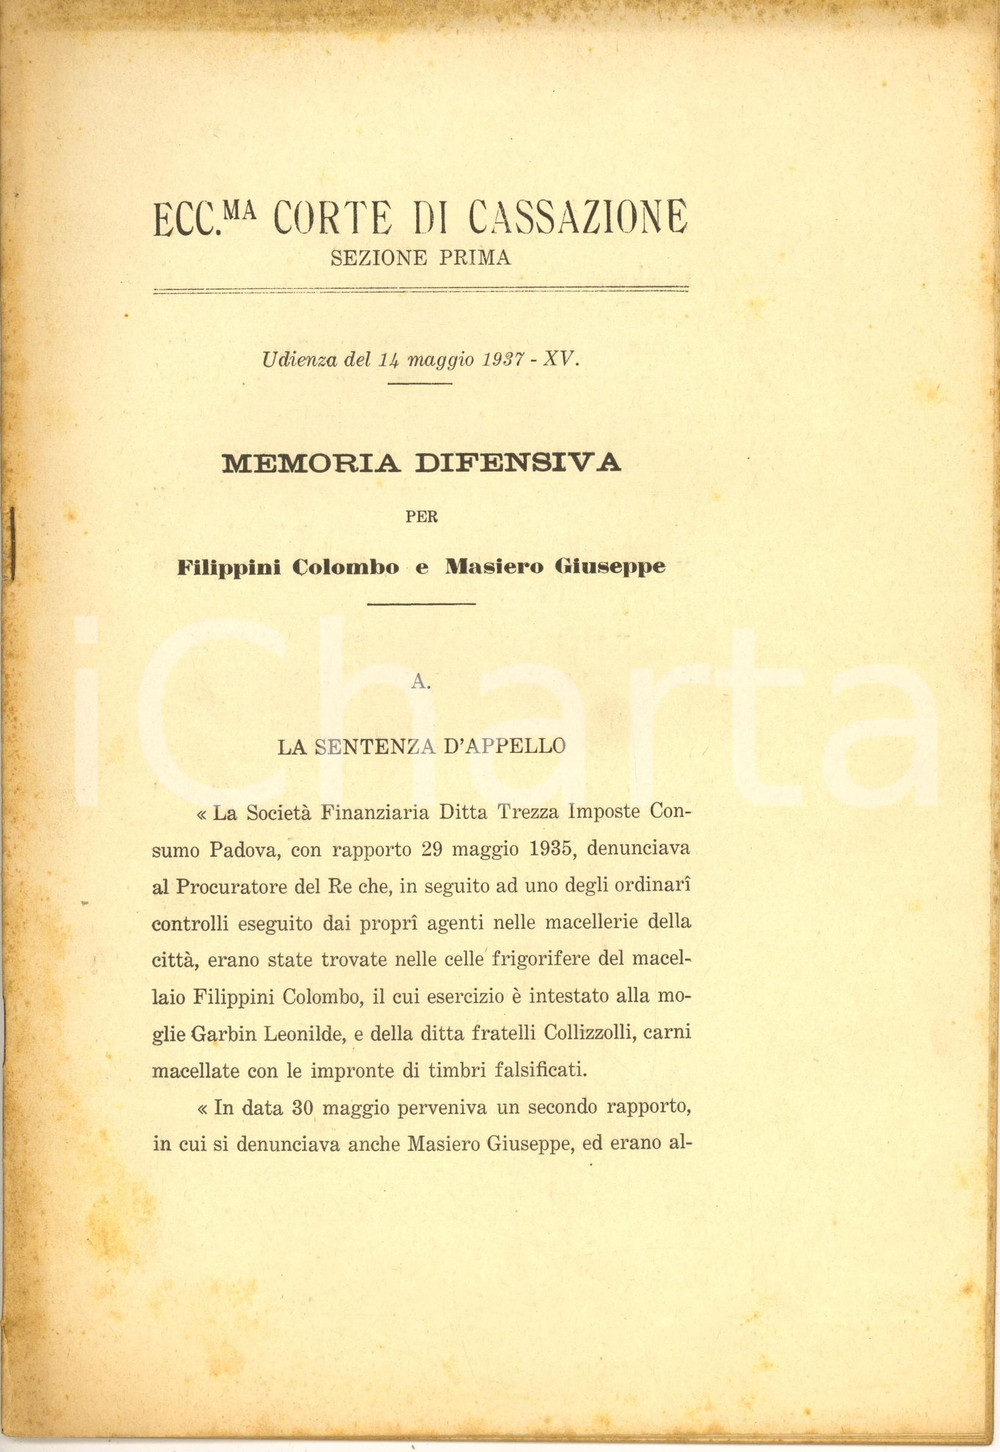 ECC.MA CORTE DI CASSAZIONE
SEZIONE PRIMA
Udienza del 14 maggio 1937 - XV.
MEMORIA DIFENSIVA
PER
Filippini Colombo e Masiero Giuseppe
A.
LA SENTENZA D'APPELLO
« La Società Finanziaria Ditta Trezza Imposte Con-
sumo Padova, con rapporto 29 maggio 1935, denunciava
al Procuratore del Re che, in seguito ad uno degli ordinarî
controlli eseguito dai proprî agenti nelle macellerie della
città, erano state trovate nelle celle frigorifere del macel-
laio Filippini Colombo, il cui esercizio è intestato alla mo-
glie Garbin Leonilde, e della ditta fratelli Collizzolli, carni
macellate con le impronte di timbri falsificati.
« In data 30 maggio perveniva un secondo rapporto,
in cui si denunciava anche Masiero Giuseppe, ed erano al-
iCharta